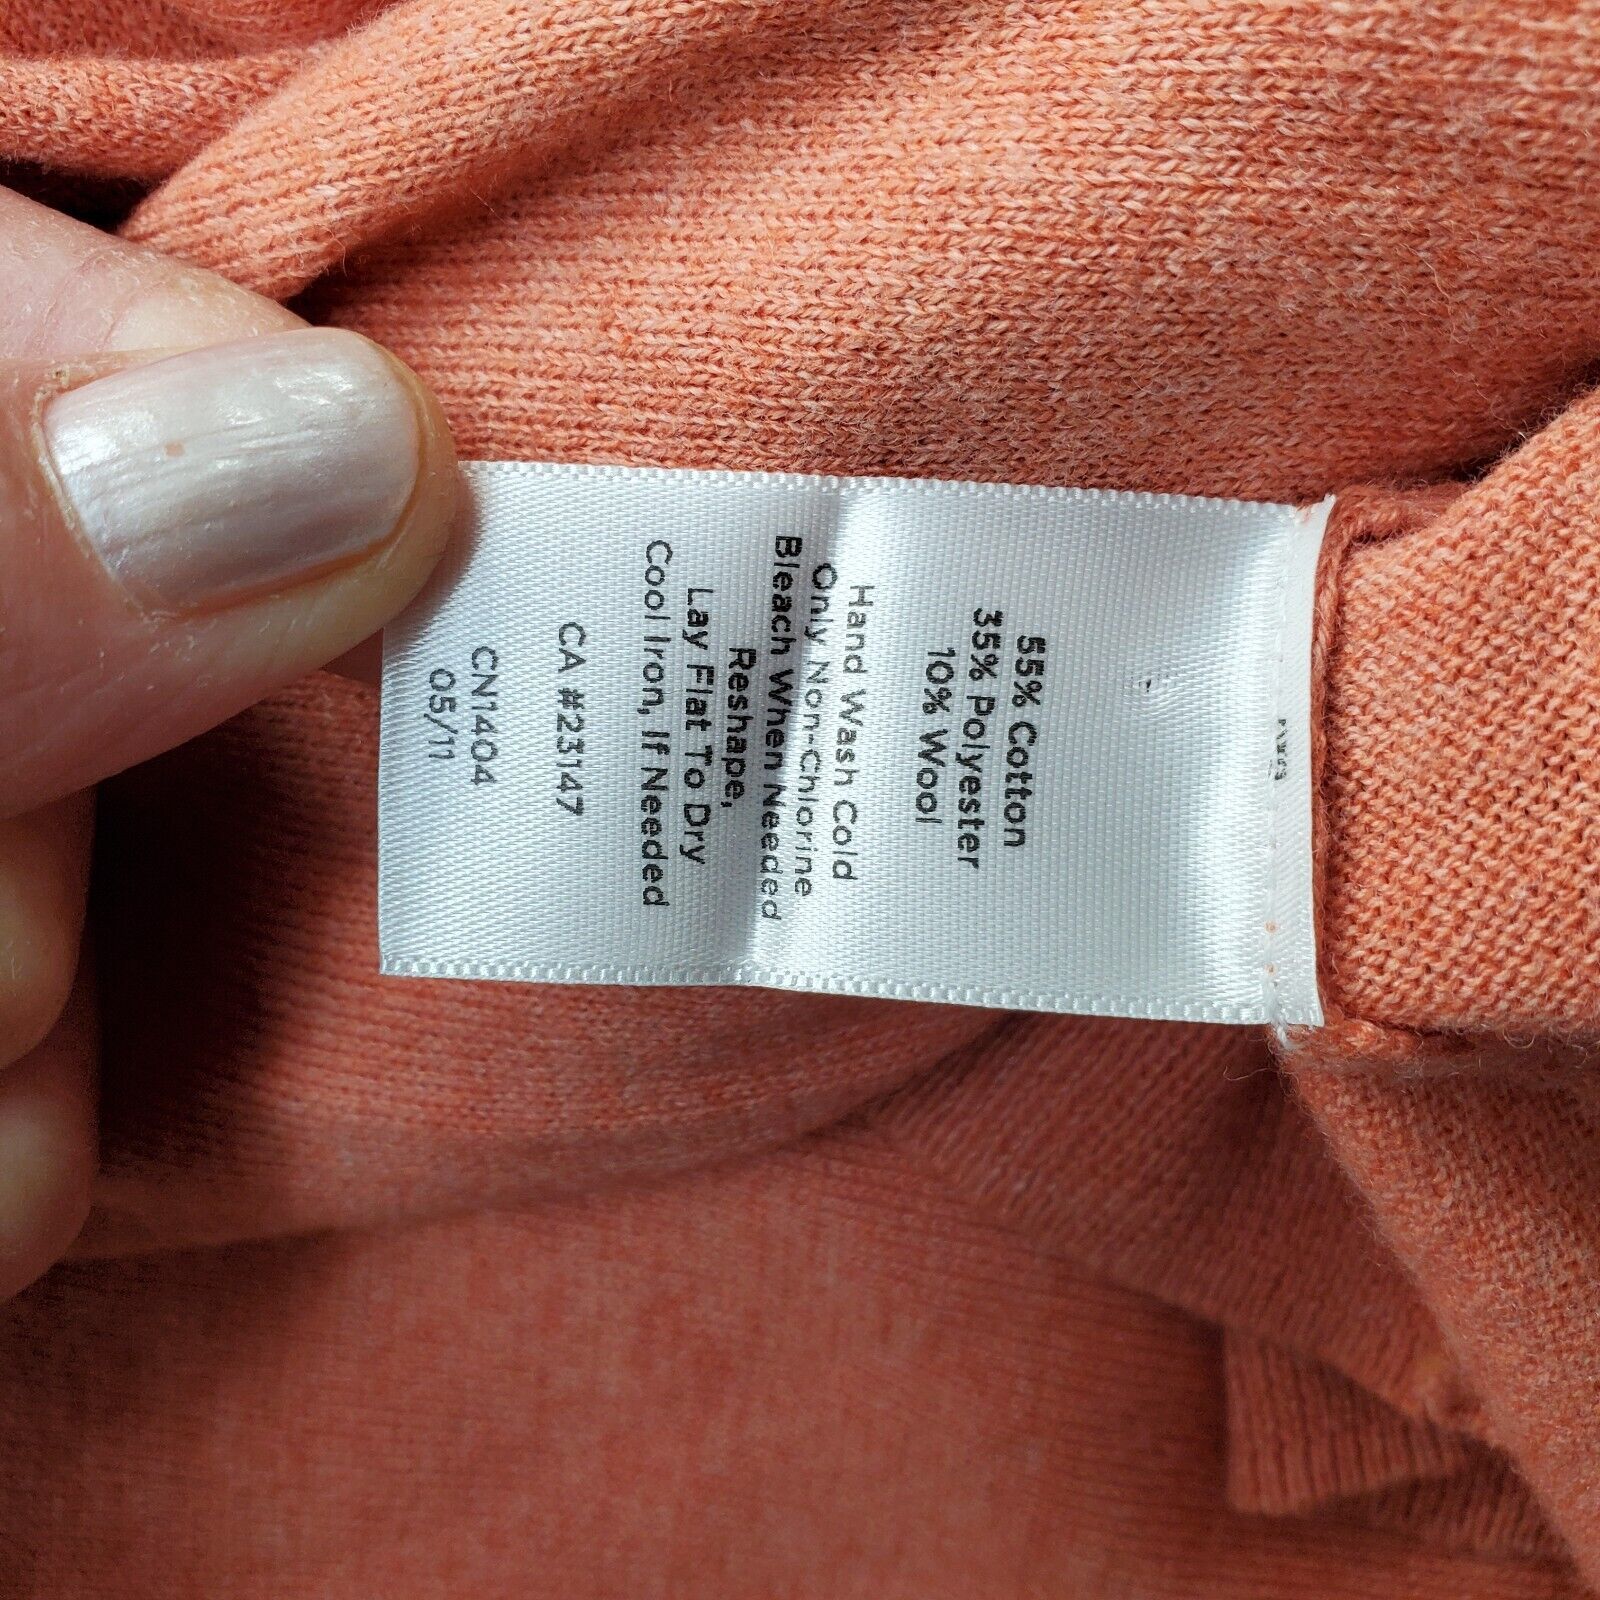 55% Cotton
35% Polyester
10% Wool
Hand Wash Cold
Only Non-Chlorine
Bleach When Needed
Reshape,
Lay Flat To Dry
Cool Iron, If Needed
CA #23147
CN1404
05/11